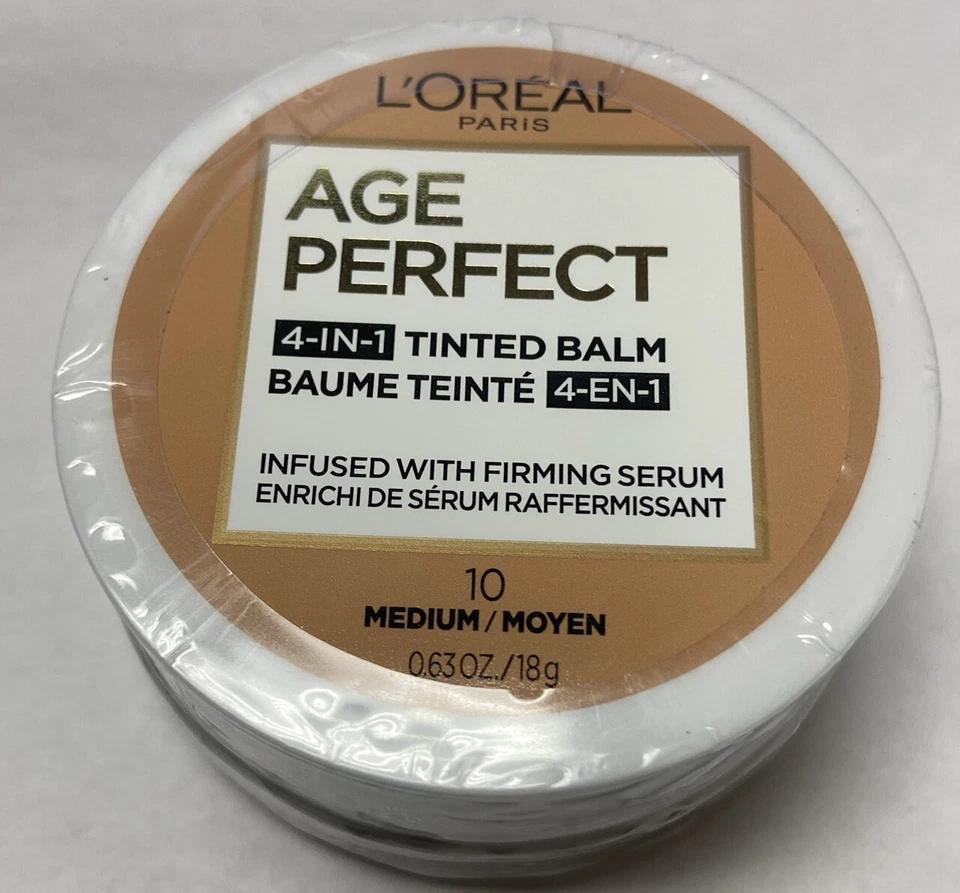 L'ORÉAL
PARIS
AGE
PERFECT
4-IN-1 TINTED BALM
BAUME TEINTÉ 4-EN-1
INFUSED WITH FIRMING SERUM
ENRICHI DE SÉRUM RAFFERMISSANT
10
MEDIUM / MOYEN
0.63 OZ./18g